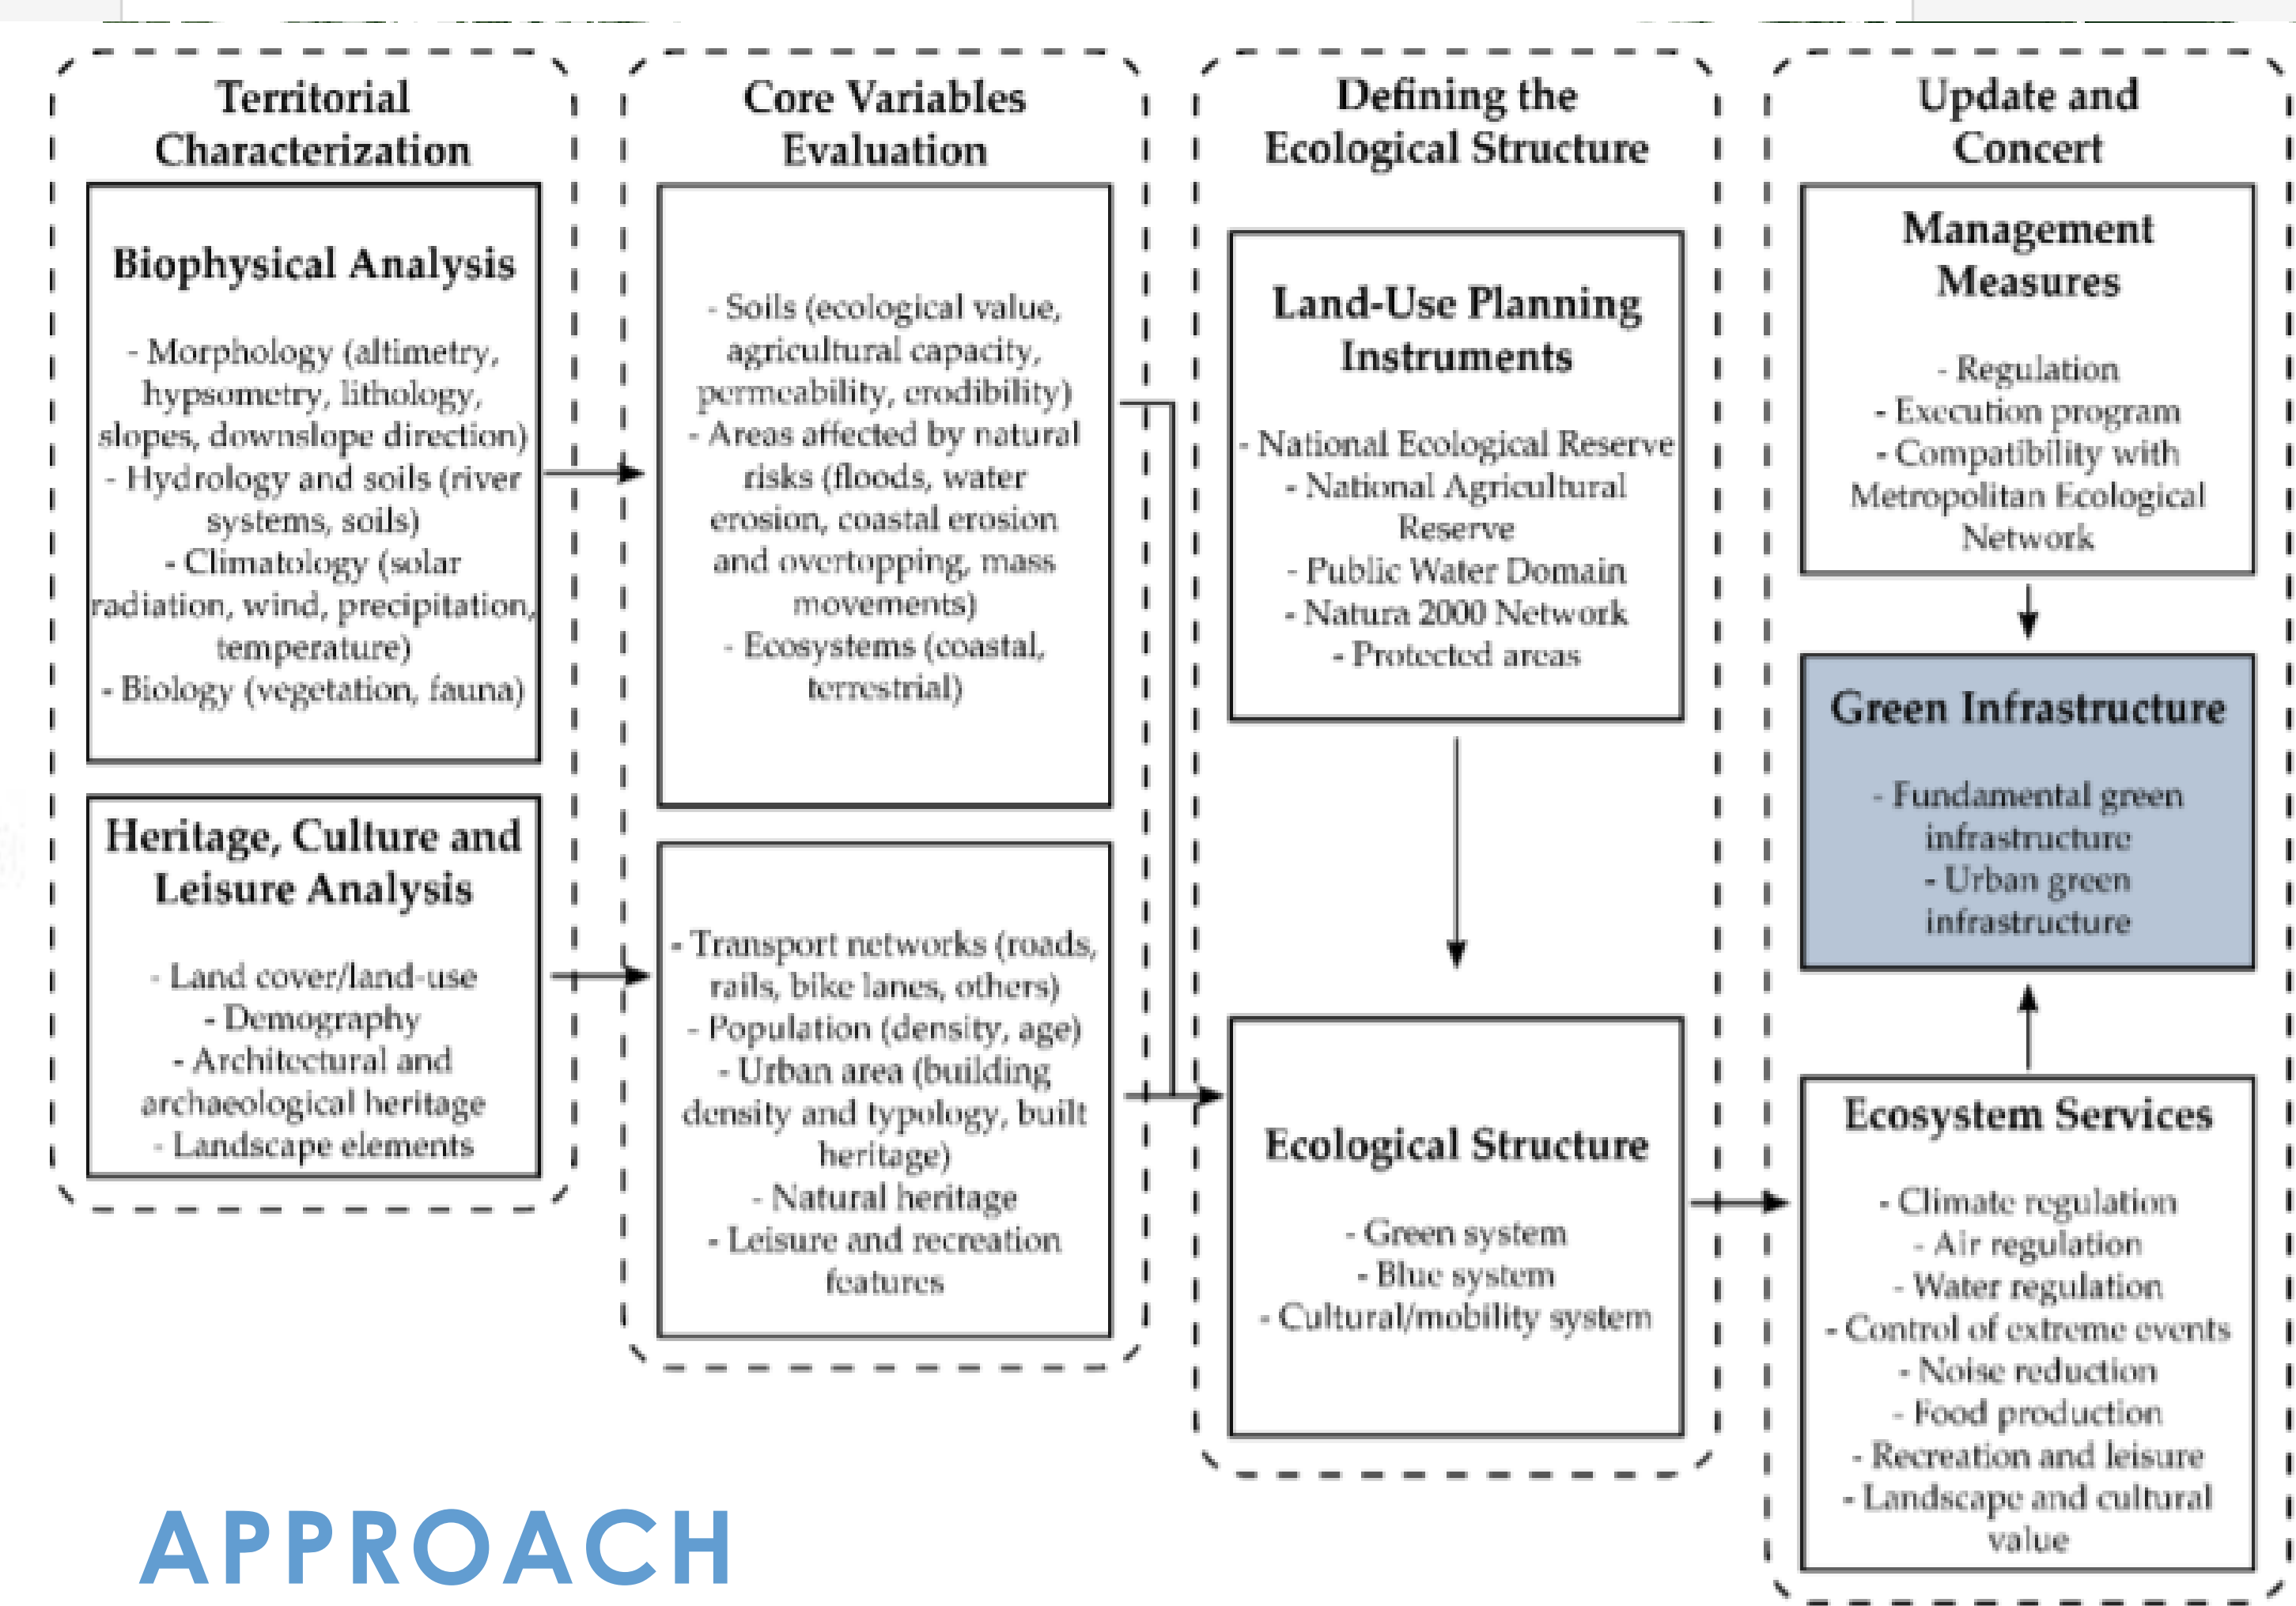 Territorial
Characterization
Biophysical Analysis
- Morphology (altimetry,
hypsometry, lithology,
slopes, downslope direction)
- Hydrology and soils (river
systems, soils)
- Climatology (solar
radiation, wind, precipitation,
temperature)
- Biology (vegetation, fauna)
Heritage, Culture and
Leisure Analysis
- Land cover/land-use
- Demography
- Architectural and
archaeological heritage
- Landscape elements
Core Variables
Evaluation
- Soils (ecological value,
agricultural capacity,
permeability, erodibility)
- Areas affected by natural
risks (floods, water
erosion, coastal erosion
and overtopping, mass
movements)
- Ecosystems (coastal,
terrestrial)
- Transport networks (roads,
rails, bike lanes, others)
- Population (density, age)
- Urban area (building
density and typology, built
heritage)
- Natural heritage
- Leisure and recreation
features
Defining the
Ecological Structure
Land-Use Planning
Instruments
- National Ecological Reserve
- National Agricultural
Reserve
- Public Water Domain
- Natura 2000 Network
- Protected areas
Ecological Structure
- Green system
- Blue system
- Cultural/mobility system
Update and
Concert
Management
Measures
- Regulation
- Execution program
- Compatibility with
Metropolitan Ecological
Network
Green Infrastructure
- Fundamental green
infrastructure
- Urban green
infrastructure
Ecosystem Services
- Climate regulation
- Air regulation
- Water regulation
- Control of extreme events
- Noise reduction
- Food production
- Recreation and leisure
- Landscape and cultural
value
APPROACH